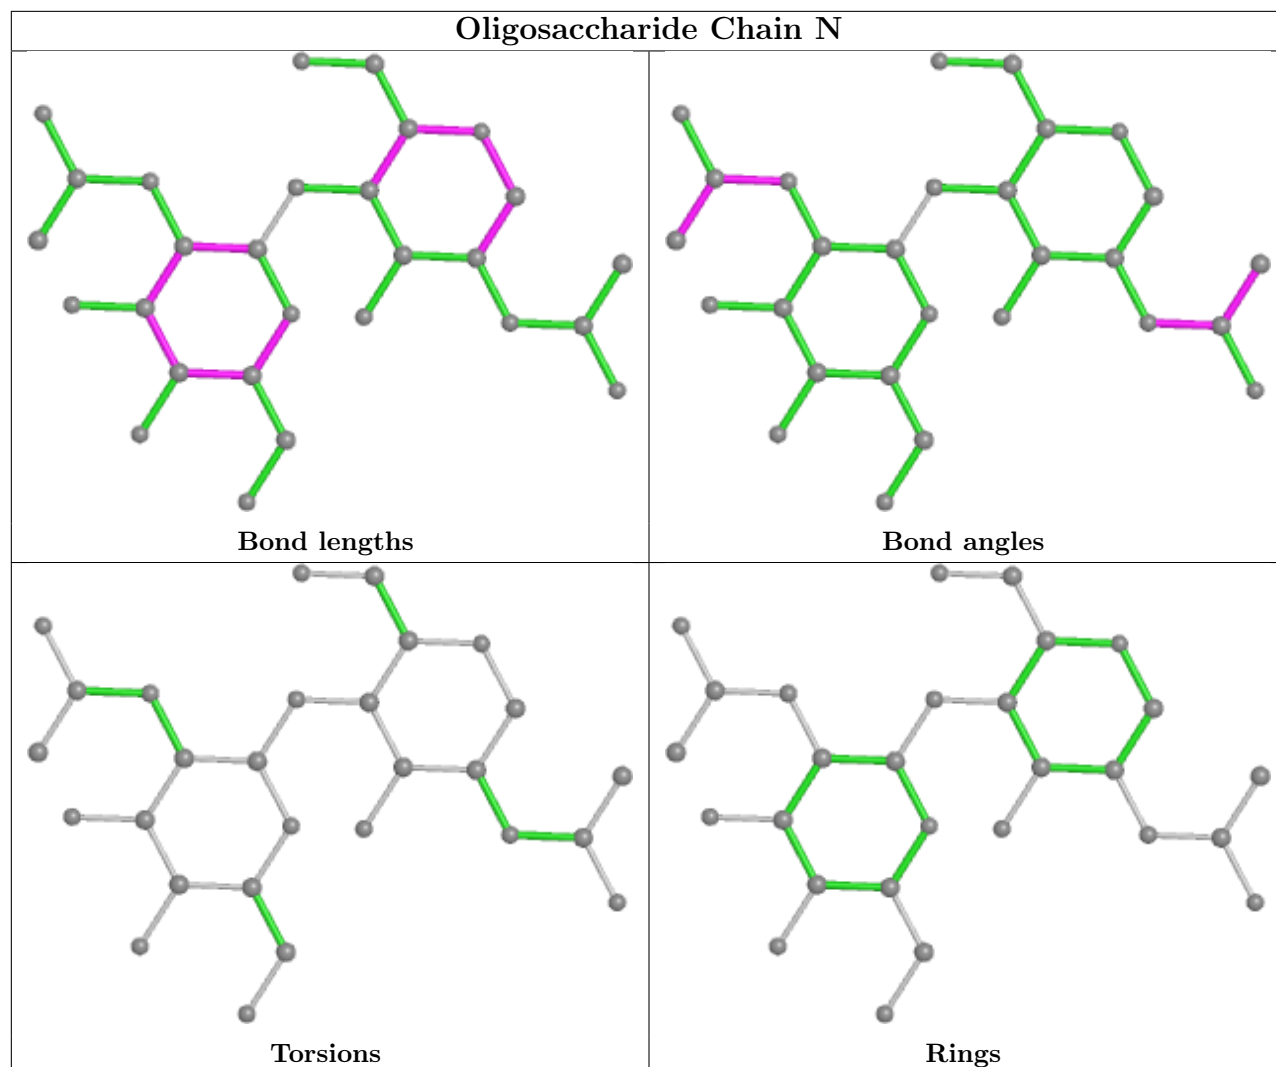 Oligosaccharide Chain N
Bond lengths
Bond angles
Torsions
Rings